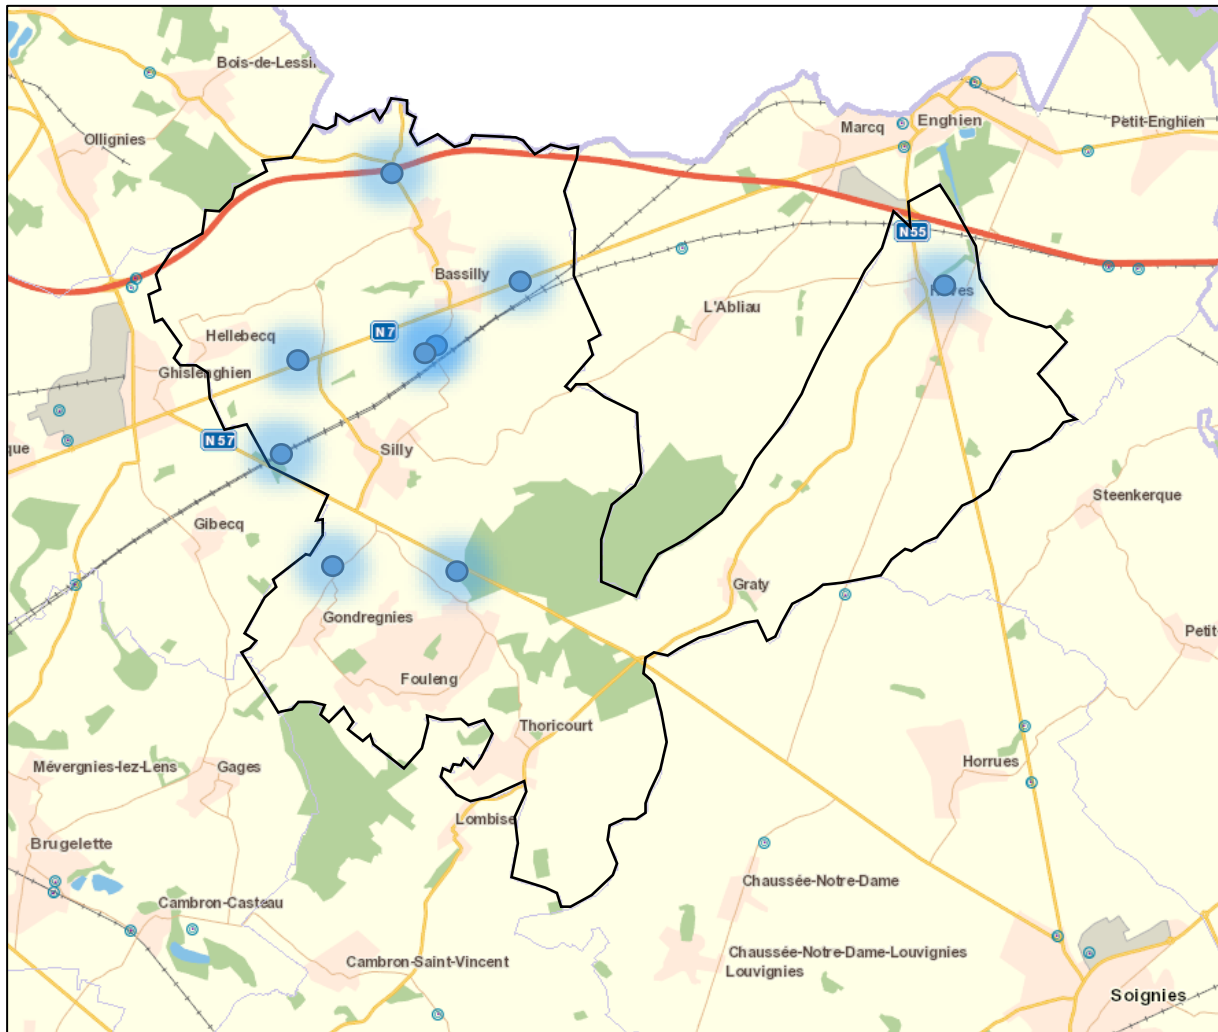 Bois-de-Lessi
Ollignies
Marcq
Enghien
Petit-Enghien
N55
Bassilly
L'Abliau
N7
Hellebecq
Ghislenghien
N57
que
Silly
Gibecq
Steenkerque
Graty
Gondregnies
Petit-
Fouleng
Thoricourt
Mévergnies-lez-Lens
Gages
Horrues
Lombise
Brugelette
Chaussée-Notre-Dame
Cambron-Casteau
Cambron-Saint-Vincent
Chaussée-Notre-Dame-Louvignies
Louvignies
Soignies